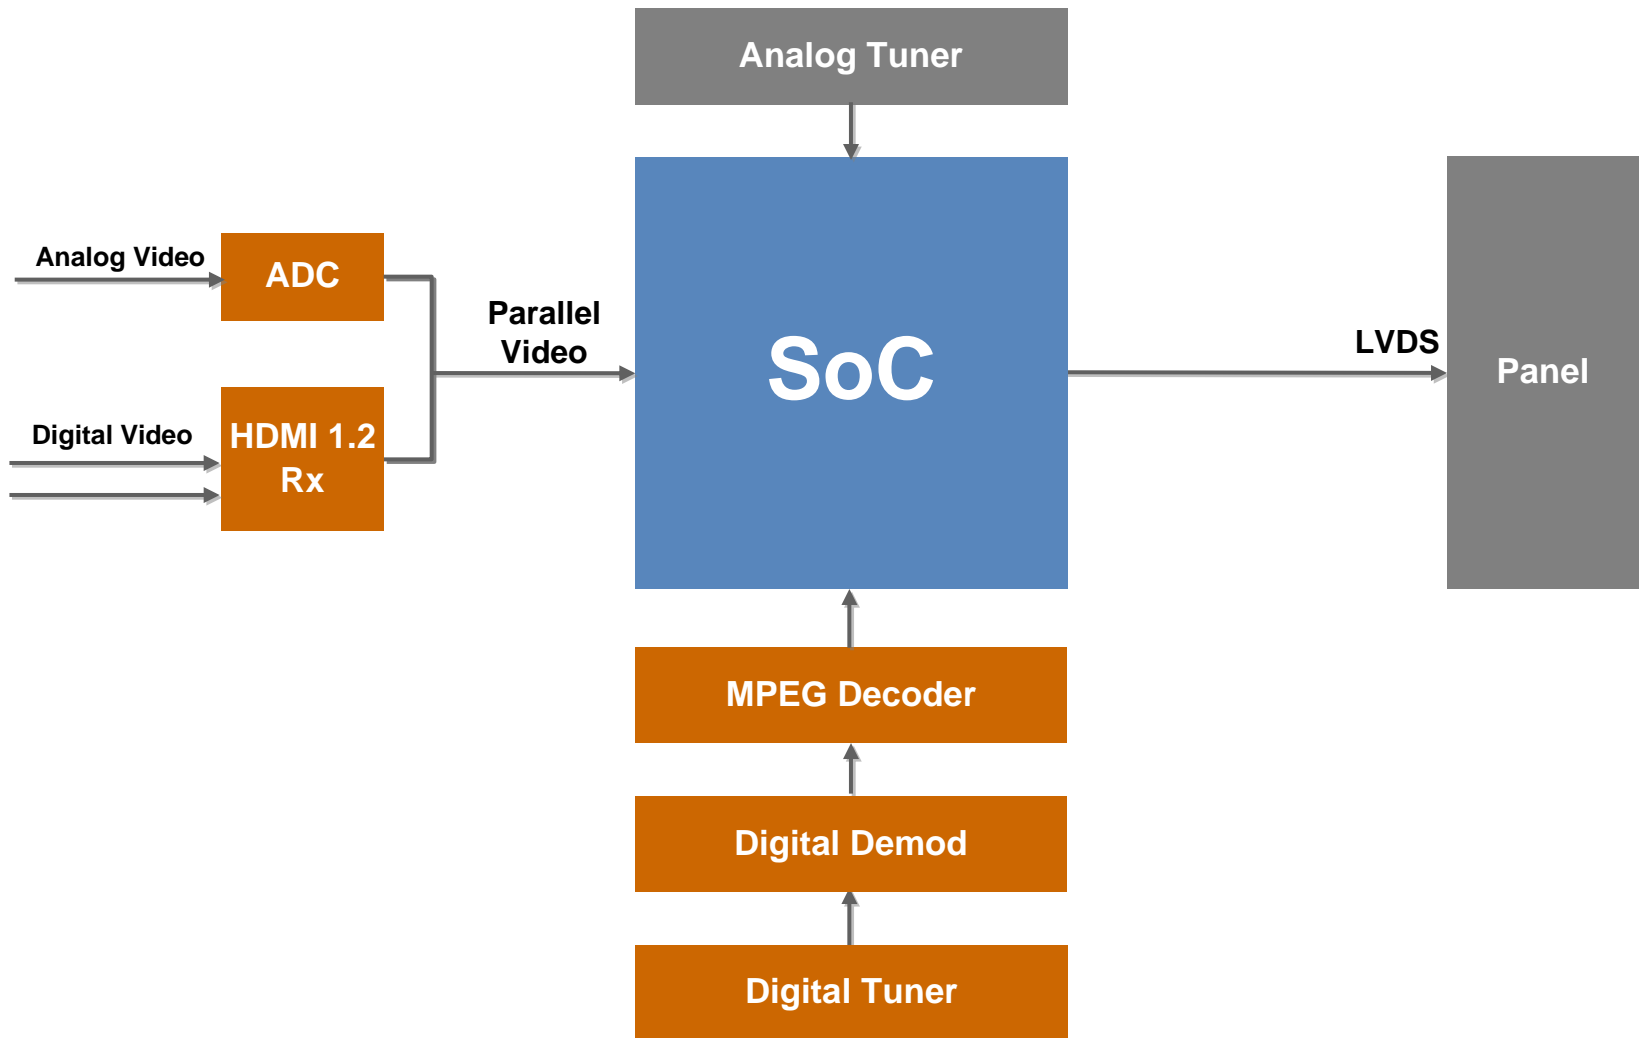 Analog Tuner
Analog Video
ADC
Parallel
Video
SoC
LVDS
Panel
Digital Video
HDMI 1.2
Rx
MPEG Decoder
Digital Demod
Digital Tuner